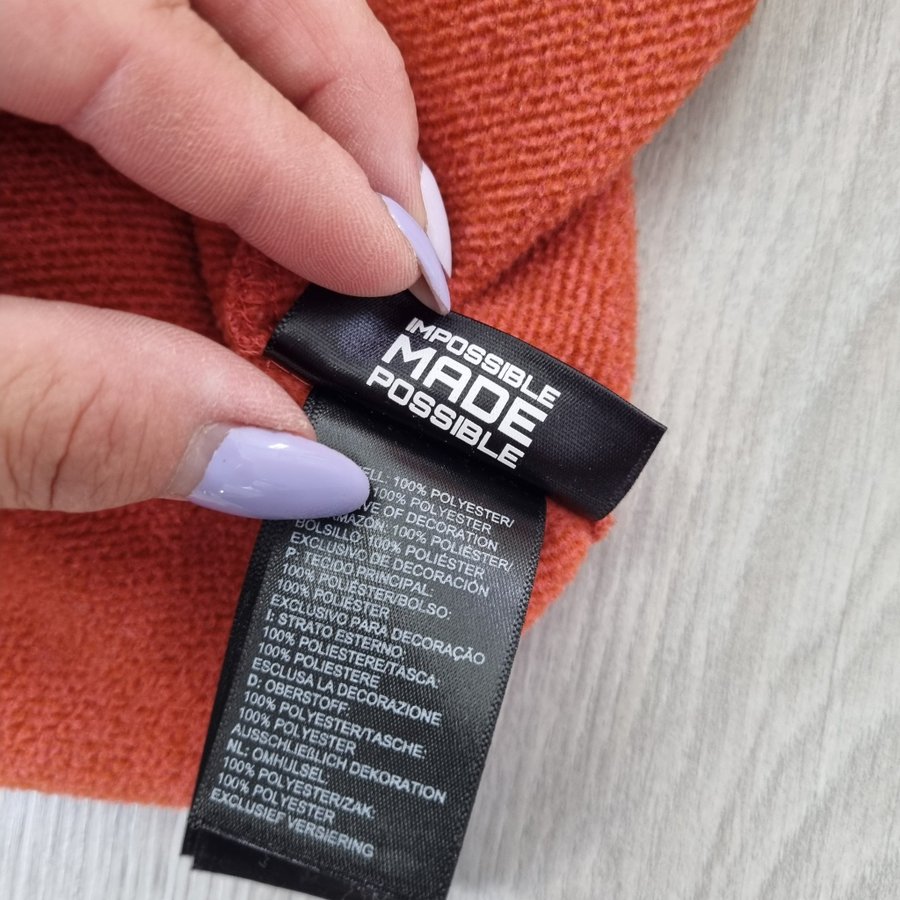 IMPOSSIBLE
MADE
POSSIBLE
100% POLYESTER/
100% POLYESTER
OF DECORATION
100% POLIÉSTER/
BOLSILLO: 100% POLIÉSTER
EXCLUSIVO DE DECORACIÓN
P: TECIDO PRINCIPAL:
100% POLIÉSTER/BOLSO:
100% POLIÉSTER
EXCLUSIVO PARA DECORAÇÃO
I: STRATO ESTERNO:
100% POLIESTERE/TASCA:
100% POLIESTERE
ESCLUSA LA DECORAZIONE
D: OBERSTOFF:
100% POLYESTER/TASCHE:
100% POLYESTER
AUSSCHLIEßLICH DEKORATION
NL: OMHULSEL:
100% POLYESTER/ZAK:
100% POLYESTER
EXCLUSIEF VERSIERING